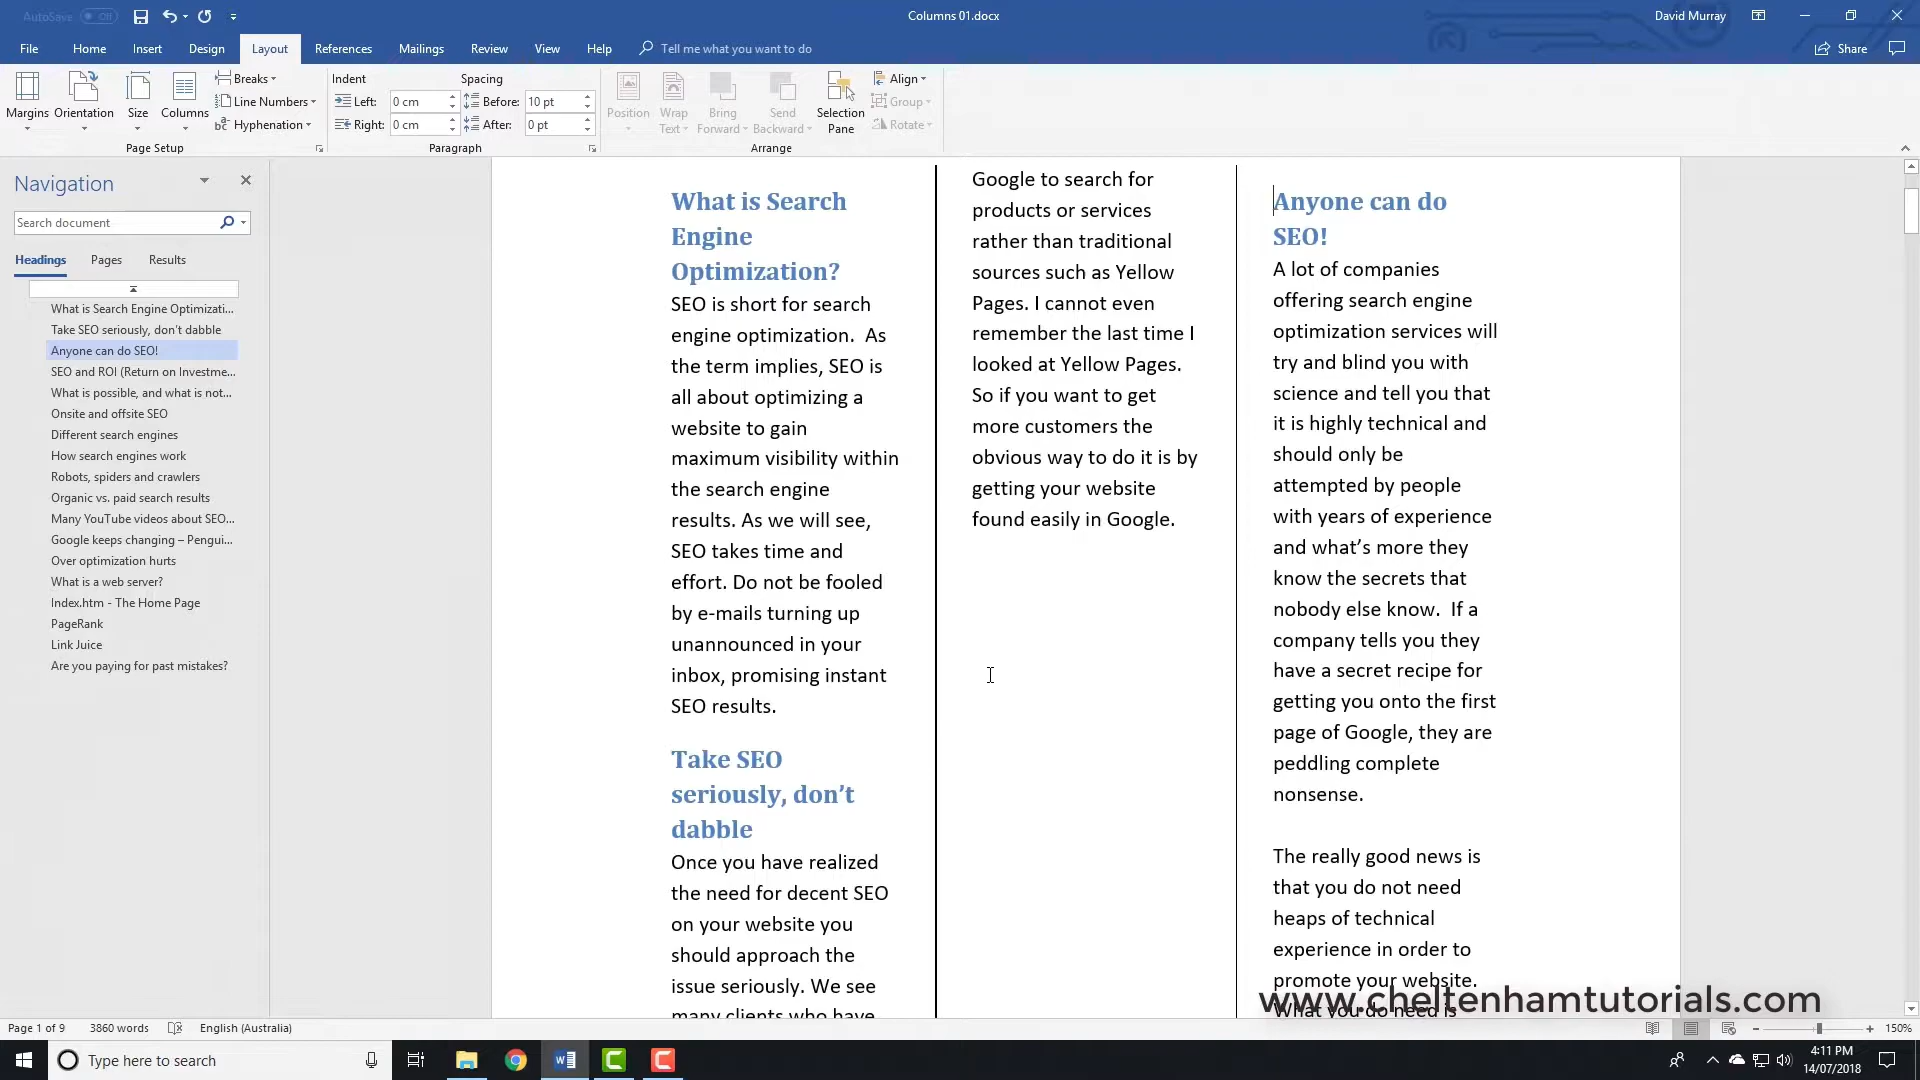 AutoSave Off
Columns 01.docx
David Murray
File Home Insert Design Layout References Mailings Review View Help Tell me what you want to do
Share
Margins
Orientation
Size
Columns
Breaks
Line Numbers
Hyphenation
Page Setup
Indent
Left: 0 cm
Right: 0 cm
Spacing
Before: 10 pt
After: 0 pt
Paragraph
Position
Wrap
Text
Bring
Forward
Send
Backward
Selection
Pane
Align
Group
Rotate
Arrange
Navigation
Search document
Headings Pages Results
What is Search Engine Optimizati...
Take SEO seriously, don't dabble
Anyone can do SEO!
SEO and ROI (Return on Investme...
What is possible, and what is not...
Onsite and offsite SEO
Different search engines
How search engines work
Robots, spiders and crawlers
Organic vs. paid search results
Many YouTube videos about SEO...
Google keeps changing – Pengui...
Over optimization hurts
What is a web server?
Index.htm - The Home Page
PageRank
Link Juice
Are you paying for past mistakes?
What is Search
Engine
Optimization?
SEO is short for search
engine optimization.  As
the term implies, SEO is
all about optimizing a
website to gain
maximum visibility within
the search engine
results. As we will see,
SEO takes time and
effort. Do not be fooled
by e-mails turning up
unannounced in your
inbox, promising instant
SEO results.
Take SEO
seriously, don't
dabble
Once you have realized
the need for decent SEO
on your website you
should approach the
issue seriously. We see
many clients who have
Google to search for
products or services
rather than traditional
sources such as Yellow
Pages. I cannot even
remember the last time I
looked at Yellow Pages.
So if you want to get
more customers the
obvious way to do it is by
getting your website
found easily in Google.
Anyone can do
SEO!
A lot of companies
offering search engine
optimization services will
try and blind you with
science and tell you that
it is highly technical and
should only be
attempted by people
with years of experience
and what's more they
know the secrets that
nobody else know.  If a
company tells you they
have a secret recipe for
getting you onto the first
page of Google, they are
peddling complete
nonsense.
The really good news is
that you do not need
heaps of technical
experience in order to
promote your website.
What you do need is
www.cheltenhamtutorials.com
Page 1 of 9 3860 words English (Australia)
150%
Type here to search
4:11 PM
14/07/2018